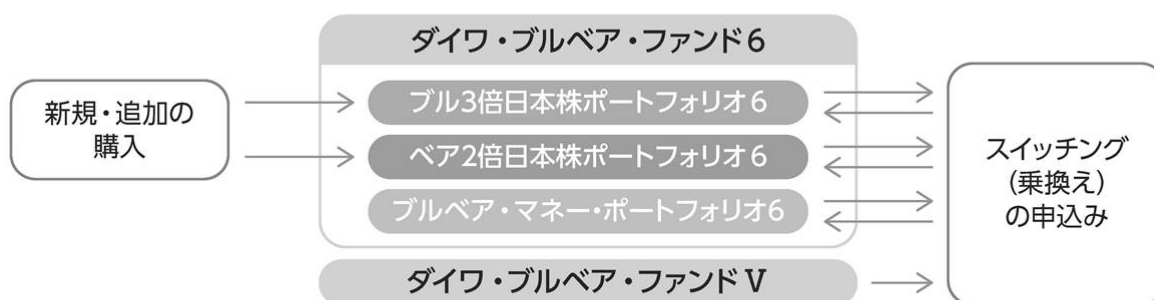 ダイワ・ブルベア・ファンド6
新規・追加の
購入
ブル3倍日本株ポートフォリオ6
ベア2倍日本株ポートフォリオ6
ブルベア・マネー・ポートフォリオ6
スイッチング
(乗換え)
の申込み
ダイワ・ブルベア・ファンドⅤ